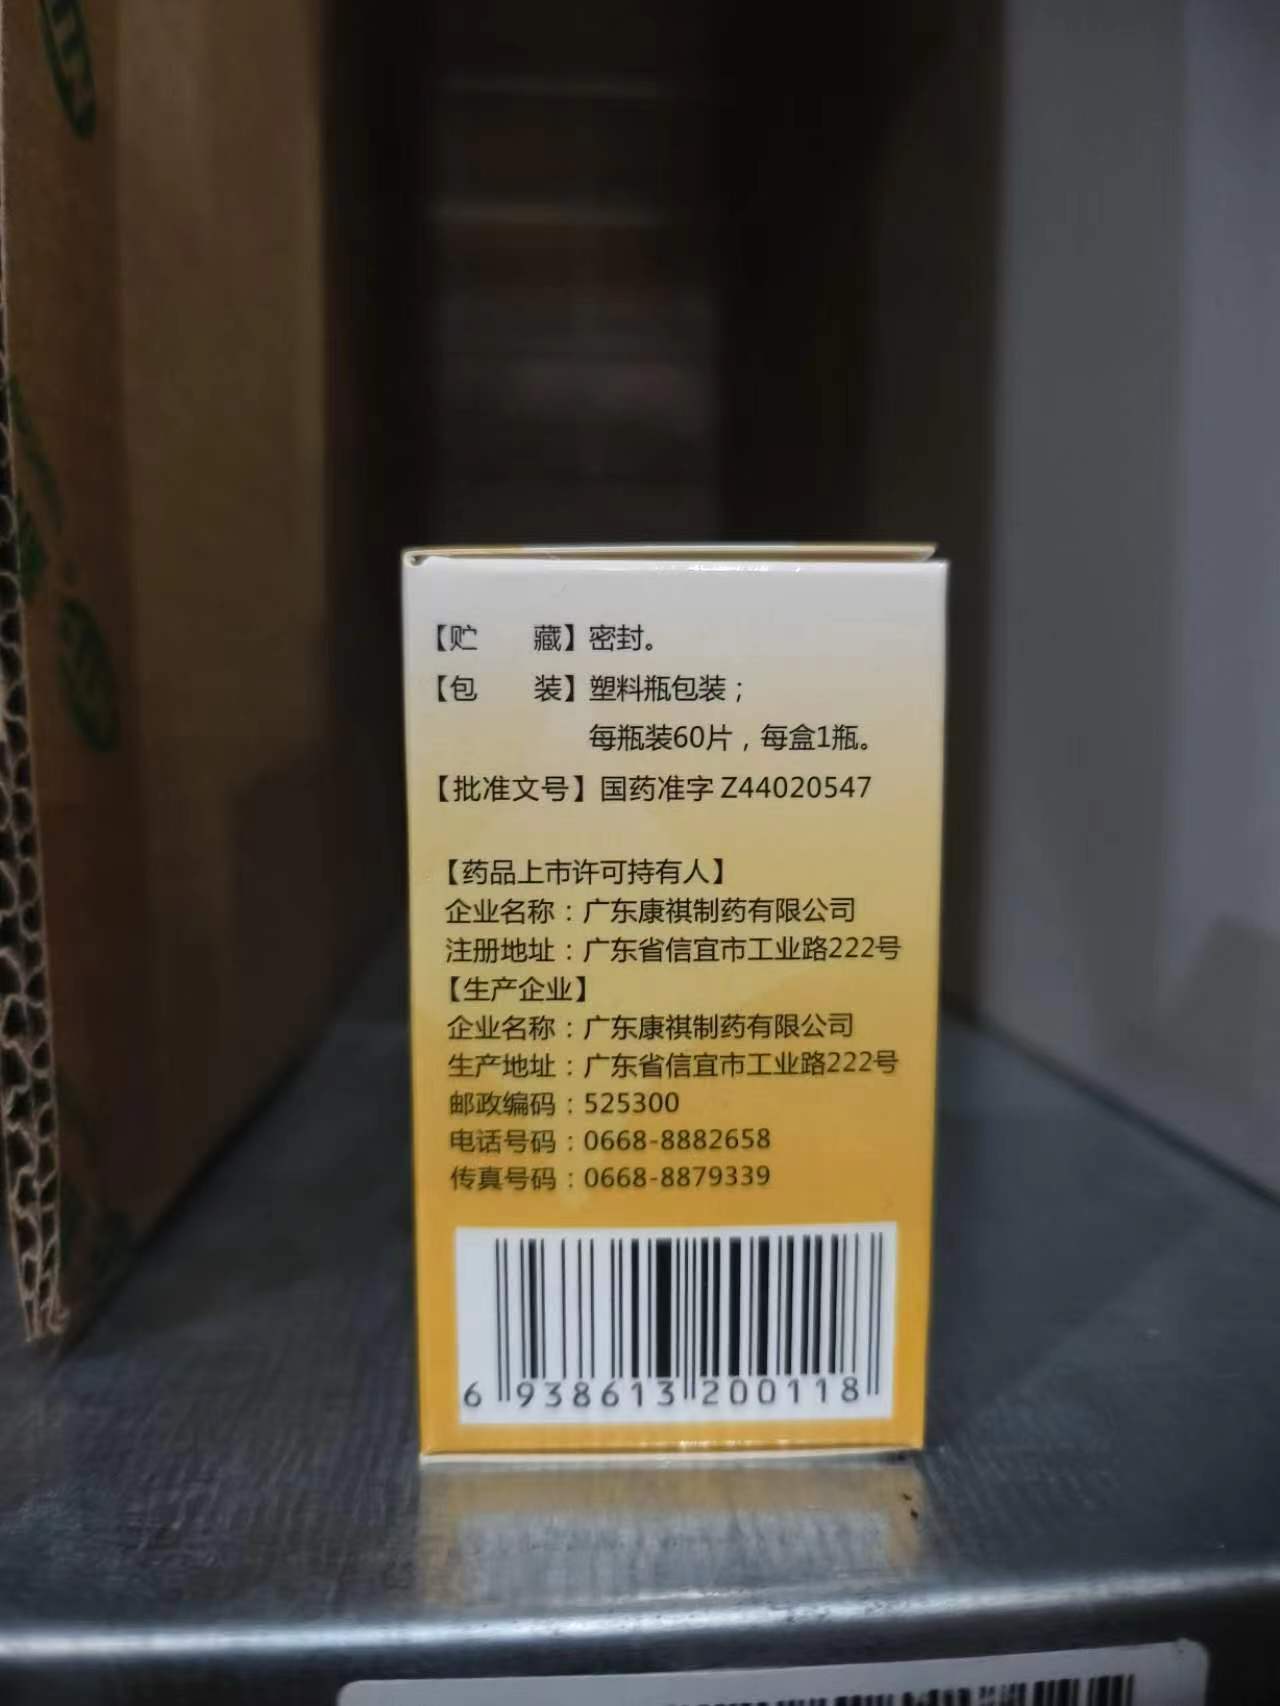 【贮　　藏】密封。
【包　　装】塑料瓶包装；
每瓶装60片，每盒1瓶。
【批准文号】国药准字 Z44020547
【药品上市许可持有人】
企业名称：广东康祺制药有限公司
注册地址：广东省信宜市工业路222号
【生产企业】
企业名称：广东康祺制药有限公司
生产地址：广东省信宜市工业路222号
邮政编码：525300
电话号码：0668-8882658
传真号码：0668-8879339
6 938613 200118